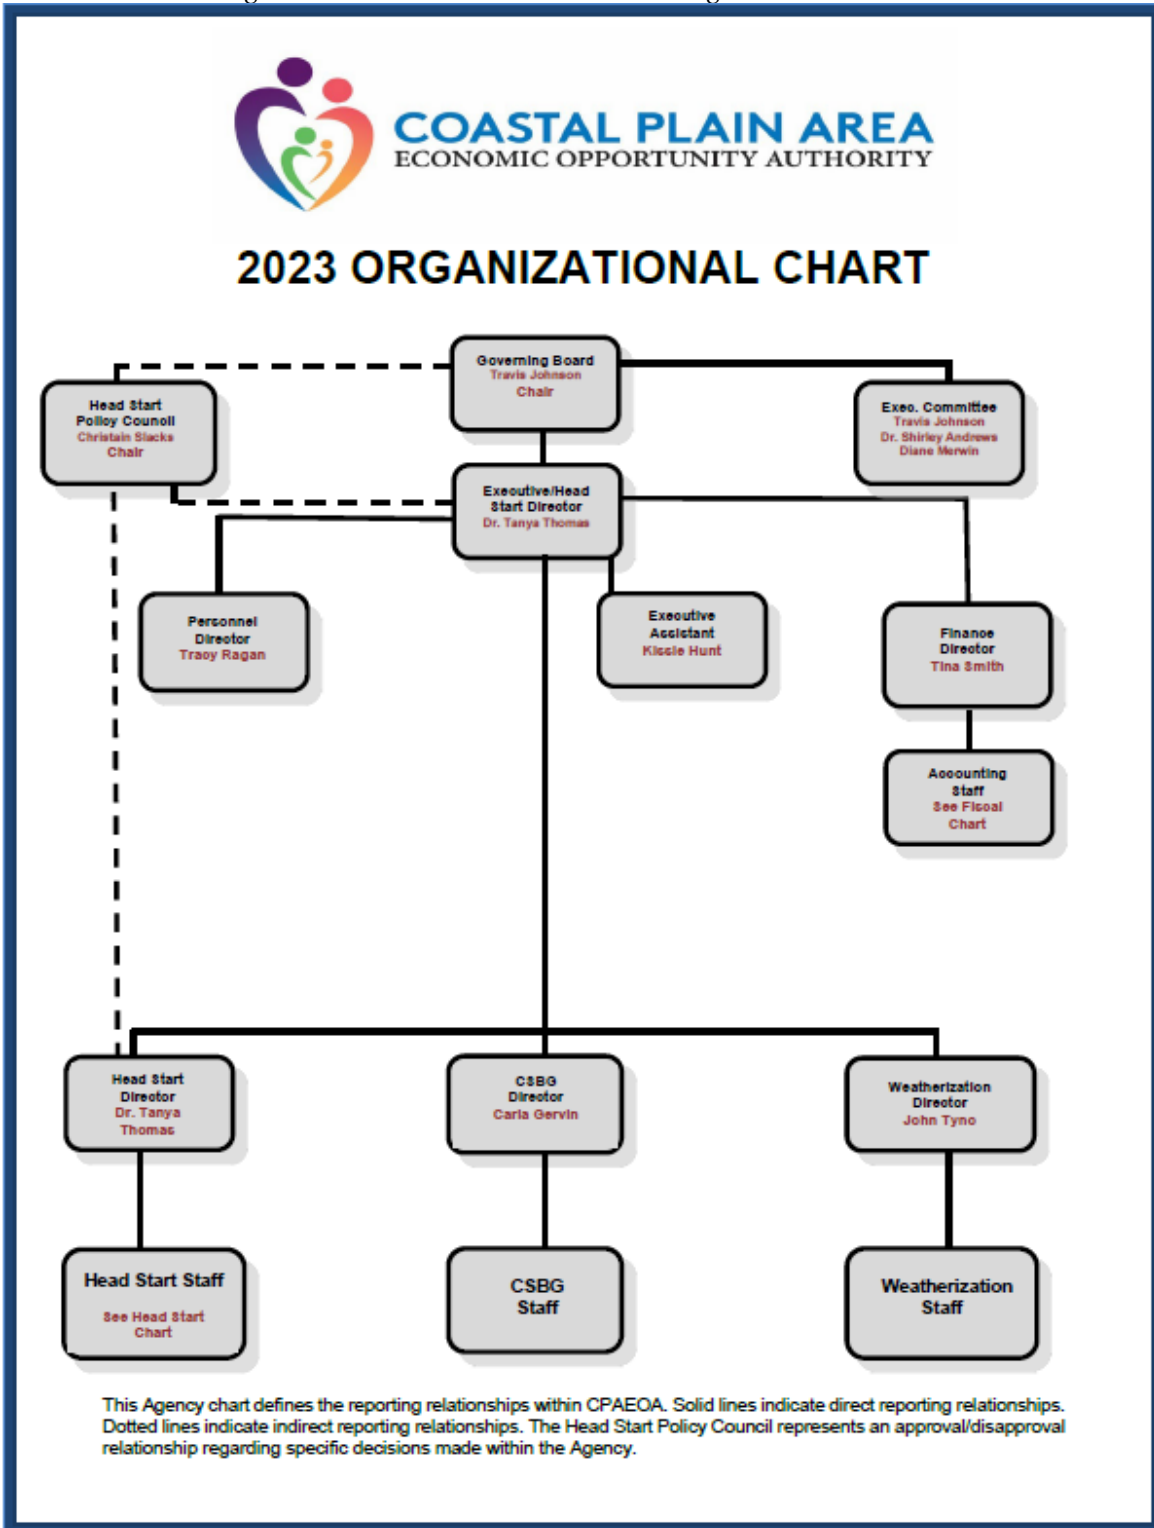 COASTAL PLAIN AREA
ECONOMIC OPPORTUNITY AUTHORITY
2023 ORGANIZATIONAL CHART
Governing Board
Travis Johnson
Chair
Head Start
Policy Council
Christain Slacks
Chair
Exec. Committee
Travis Johnson
Dr. Shirley Andrews
Diane Merwin
Executive/Head
Start Director
Dr. Tanya Thomas
Personnel
Director
Tracy Ragan
Executive
Assistant
Kissie Hunt
Finance
Director
Tina Smith
Accounting
Staff
See Fiscal
Chart
Head Start
Director
Dr. Tanya
Thomas
CSBG
Director
Carla Gervin
Weatherization
Director
John Tyno
Head Start Staff
See Head Start
Chart
CSBG
Staff
Weatherization
Staff
This Agency chart defines the reporting relationships within CPAEOA. Solid lines indicate direct reporting relationships.
Dotted lines indicate indirect reporting relationships. The Head Start Policy Council represents an approval/disapproval
relationship regarding specific decisions made within the Agency.